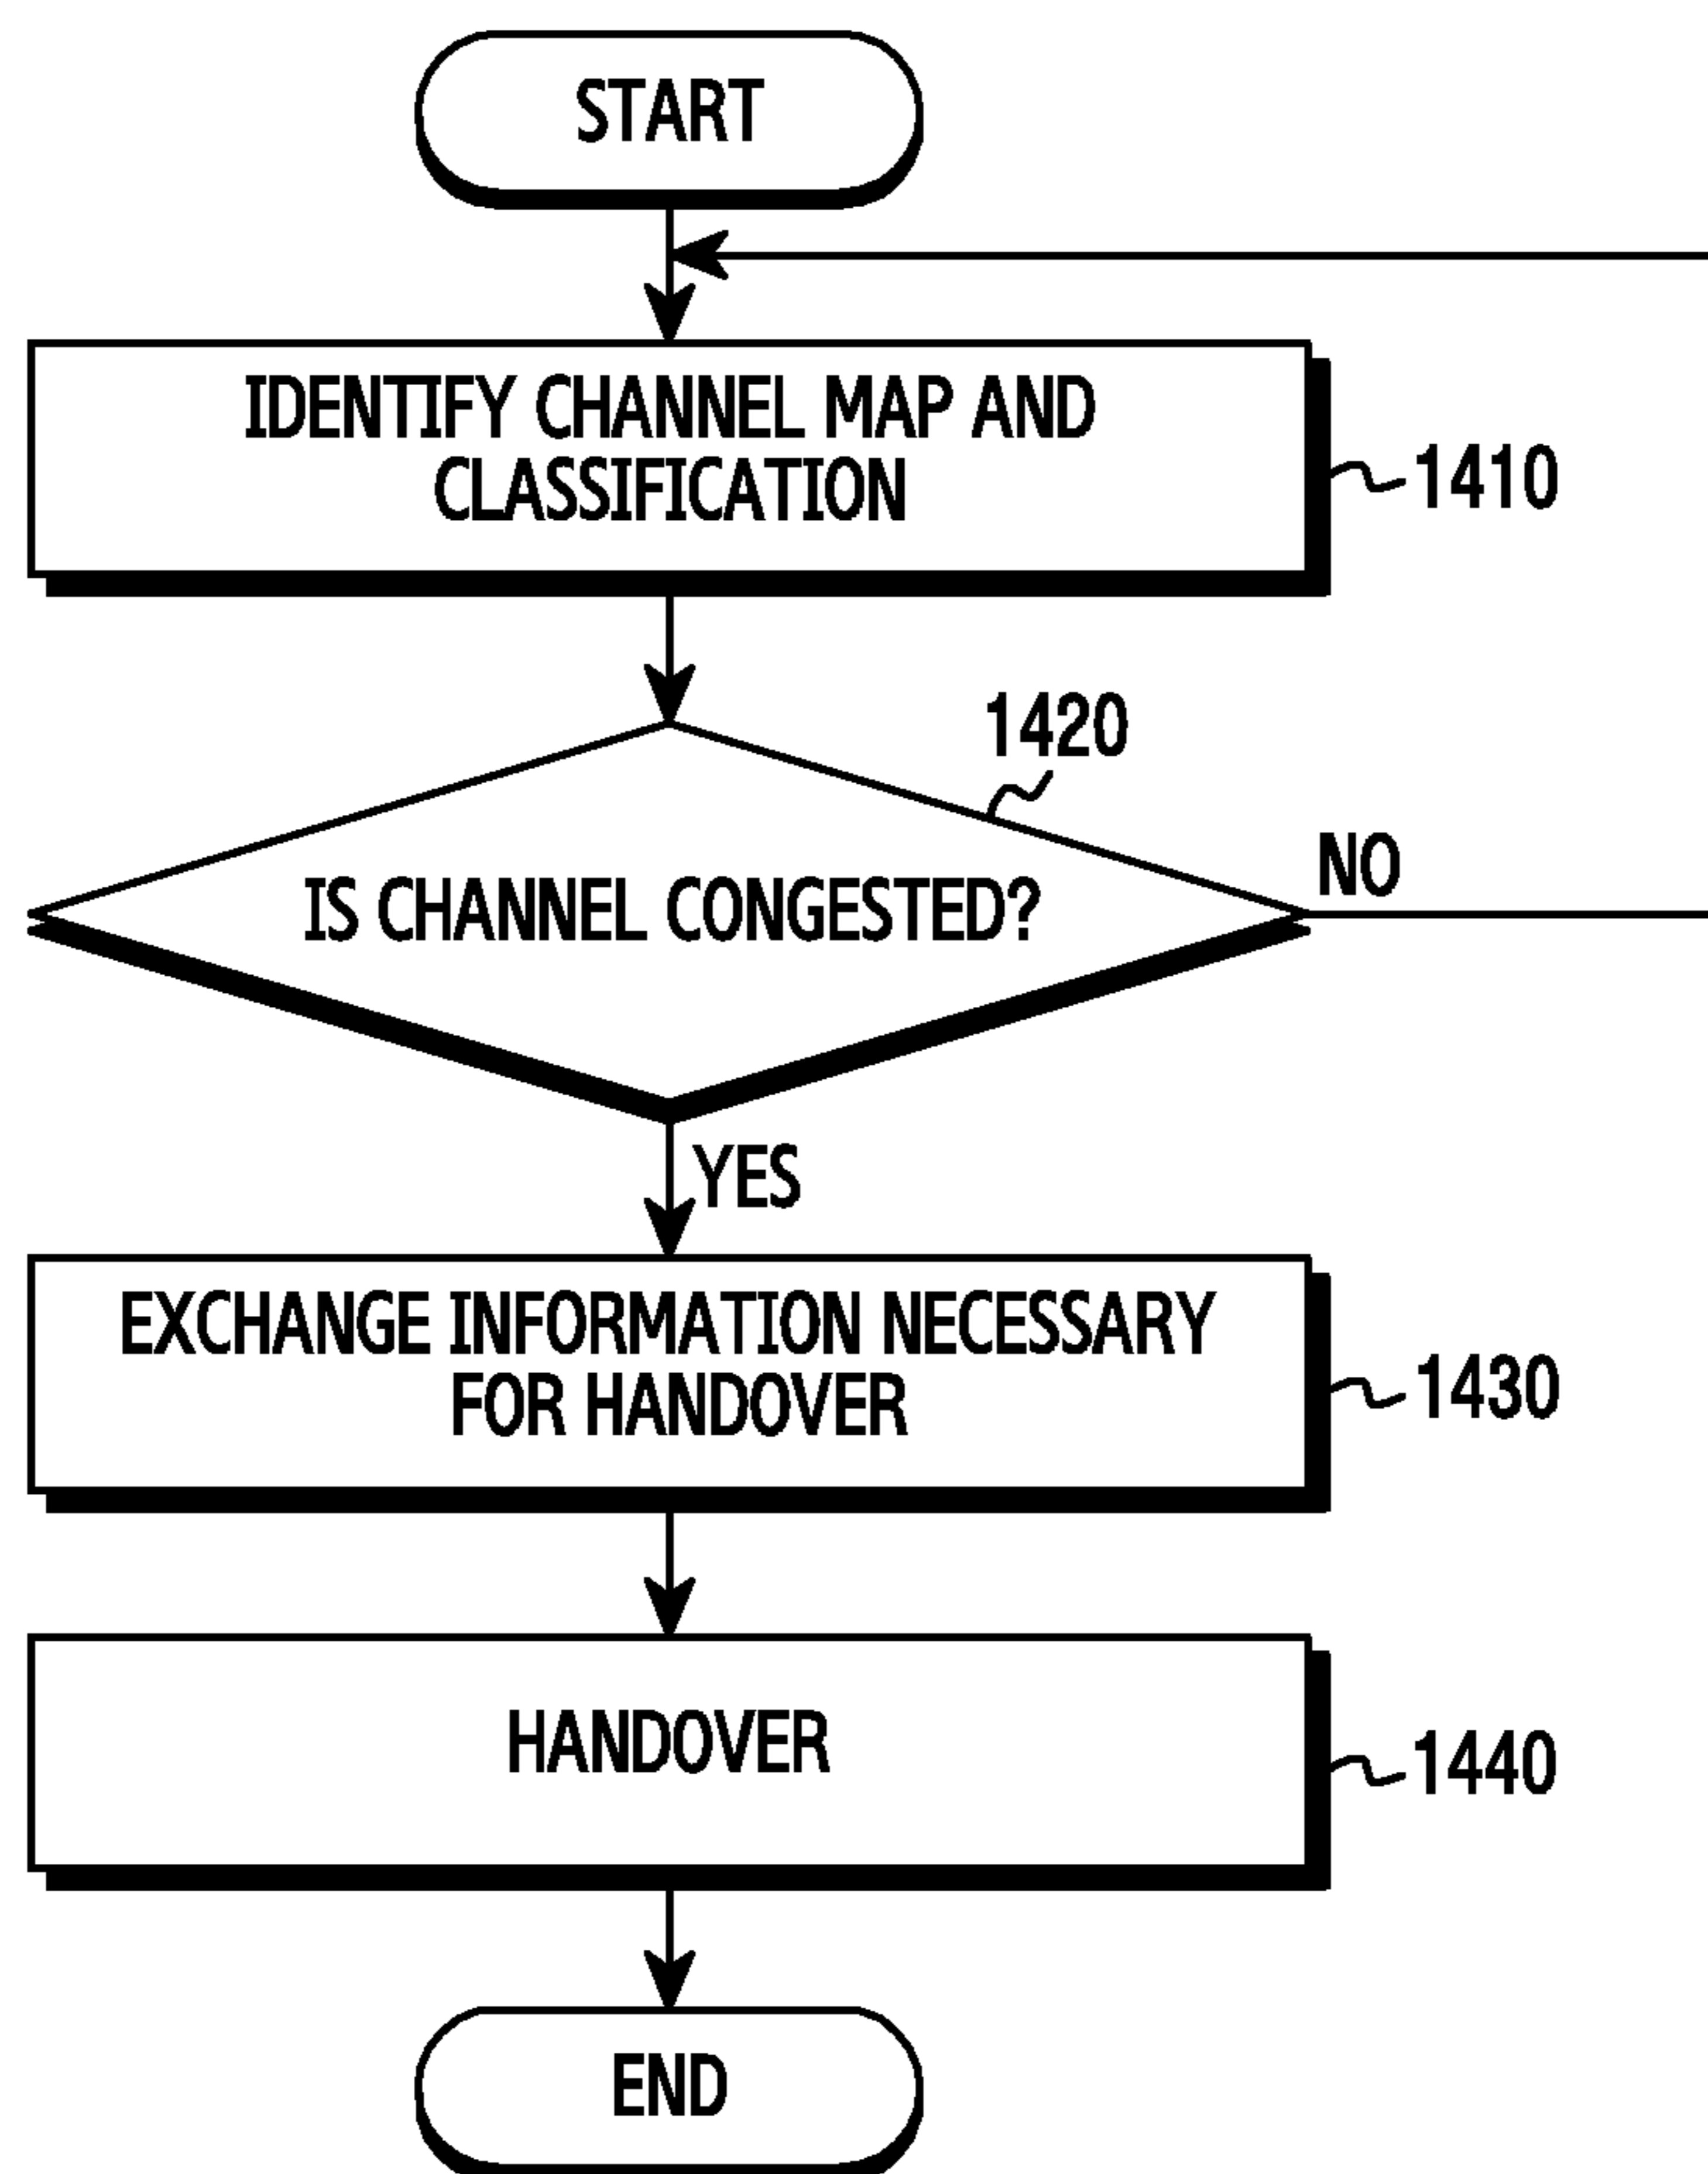 START
IDENTIFY CHANNEL MAP AND
CLASSIFICATION
1410
1420
IS CHANNEL CONGESTED?
NO
YES
EXCHANGE INFORMATION NECESSARY
FOR HANDOVER
1430
HANDOVER
1440
END